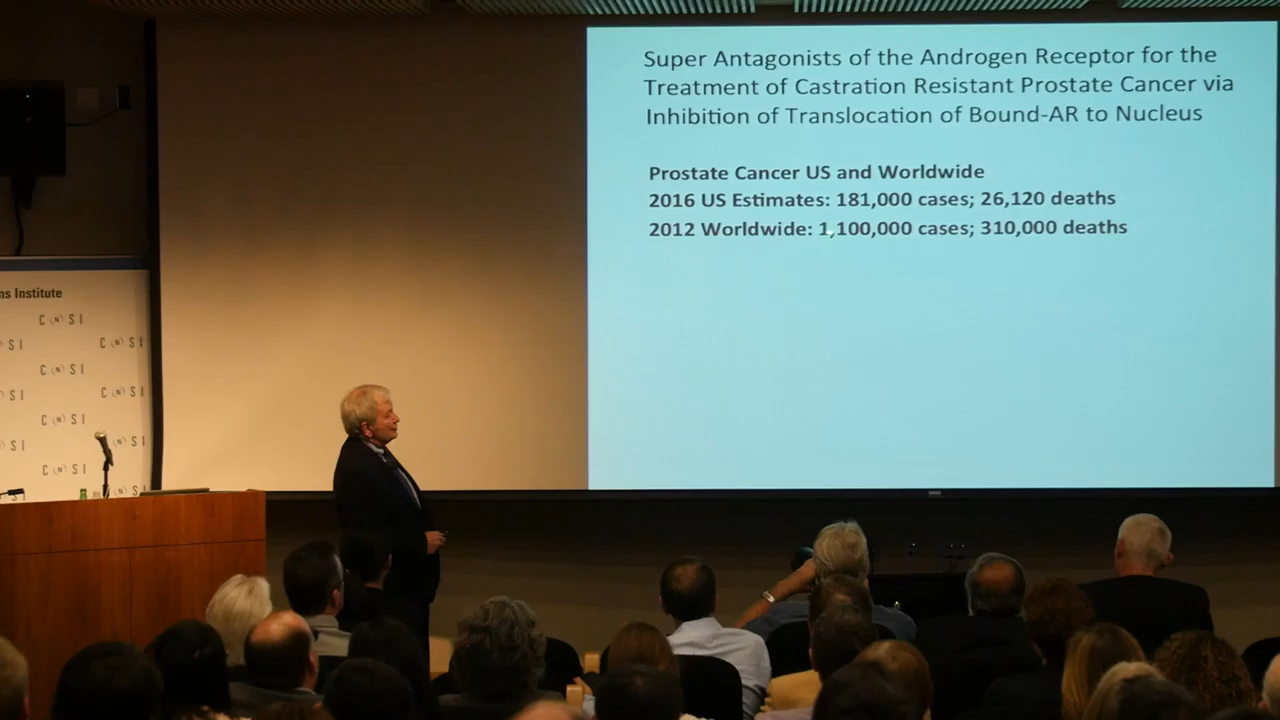 Super Antagonists of the Androgen Receptor for the
Treatment of Castration Resistant Prostate Cancer via
Inhibition of Translocation of Bound-AR to Nucleus
Prostate Cancer US and Worldwide
2016 US Estimates: 181,000 cases; 26,120 deaths
2012 Worldwide: 1,100,000 cases; 310,000 deaths
ns Institute
C (N) S I
S I C (N) S I
C (N) S I
S I C (N) S I
C (N) S I
S I (N) S I
C (N) S I
S I